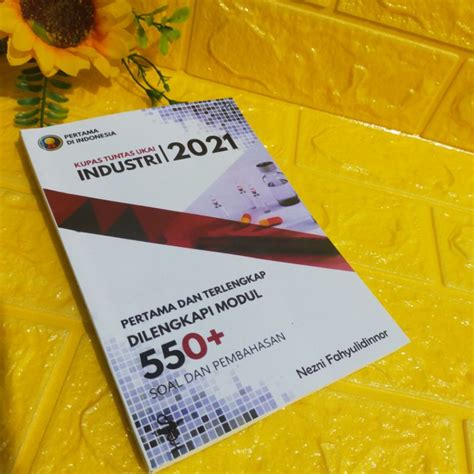 PERTAMA
DI INDONESIA
KUPAS TUNTAS UKAI
INDUSTRI | 2021
PERTAMA DAN TERLENGKAP
DILENGKAPI MODUL
550+
SOAL DAN PEMBAHASAN
Nezni Fahyulidinnor